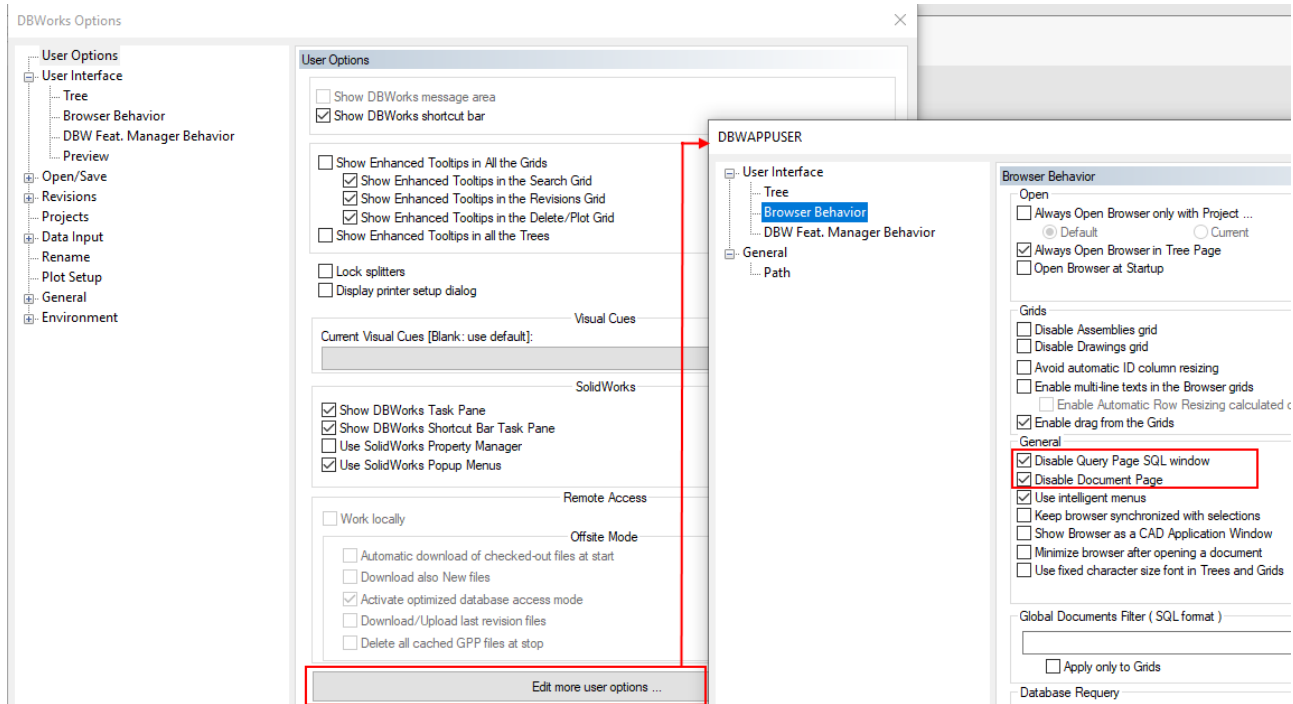 DBWorks Options
User Options
User Interface
Tree
Browser Behavior
DBW Feat. Manager Behavior
Preview
Open/Save
Revisions
Projects
Data Input
Rename
Plot Setup
General
Environment
User Options
Show DBWorks message area
Show DBWorks shortcut bar
Show Enhanced Tooltips in All the Grids
Show Enhanced Tooltips in the Search Grid
Show Enhanced Tooltips in the Revisions Grid
Show Enhanced Tooltips in the Delete/Plot Grid
Show Enhanced Tooltips in all the Trees
Lock splitters
Display printer setup dialog
Visual Cues
Current Visual Cues [Blank: use default]:
SolidWorks
Show DBWorks Task Pane
Show DBWorks Shortcut Bar Task Pane
Use SolidWorks Property Manager
Use SolidWorks Popup Menus
Remote Access
Work locally
Offsite Mode
Automatic download of checked-out files at start
Download also New files
Activate optimized database access mode
Download/Upload last revision files
Delete all cached GPP files at stop
Edit more user options ...
DBWAPPUSER
User Interface
Tree
Browser Behavior
DBW Feat. Manager Behavior
General
Path
Browser Behavior
Open
Always Open Browser only with Project ...
Default Current
Always Open Browser in Tree Page
Open Browser at Startup
Grids
Disable Assemblies grid
Disable Drawings grid
Avoid automatic ID column resizing
Enable multi-line texts in the Browser grids
Enable Automatic Row Resizing calculated
Enable drag from the Grids
General
Disable Query Page SQL window
Disable Document Page
Use intelligent menus
Keep browser synchronized with selections
Show Browser as a CAD Application Window
Minimize browser after opening a document
Use fixed character size font in Trees and Grids
Global Documents Filter ( SQL format )
Apply only to Grids
Database Requery